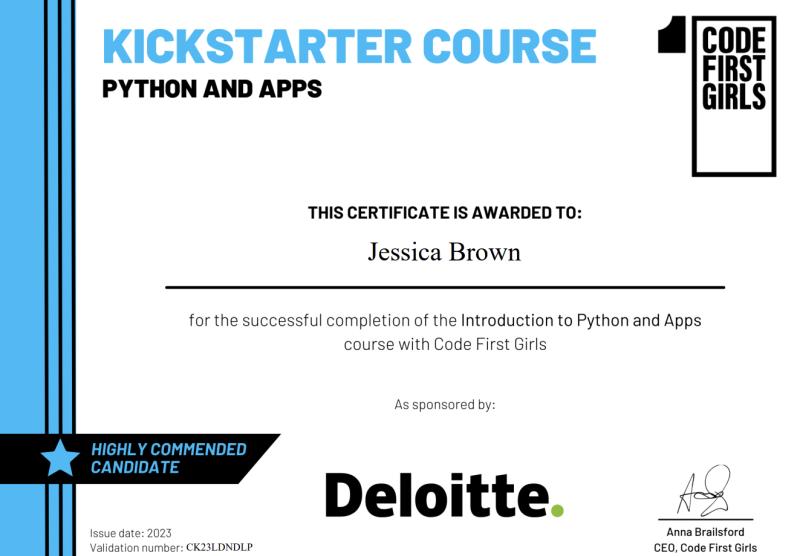 KICKSTARTER COURSE
PYTHON AND APPS
1 CODE
FIRST
GIRLS
THIS CERTIFICATE IS AWARDED TO:
Jessica Brown
for the successful completion of the Introduction to Python and Apps
course with Code First Girls
As sponsored by:
HIGHLY COMMENDED
CANDIDATE
Deloitte.
Issue date: 2023
Validation number: CK23LDNDLP
Anna Brailsford
CEO, Code First Girls